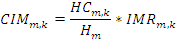 CIM_{m,k} = \frac{HC_{m,k}}{H_m} * IMR_{m,k}